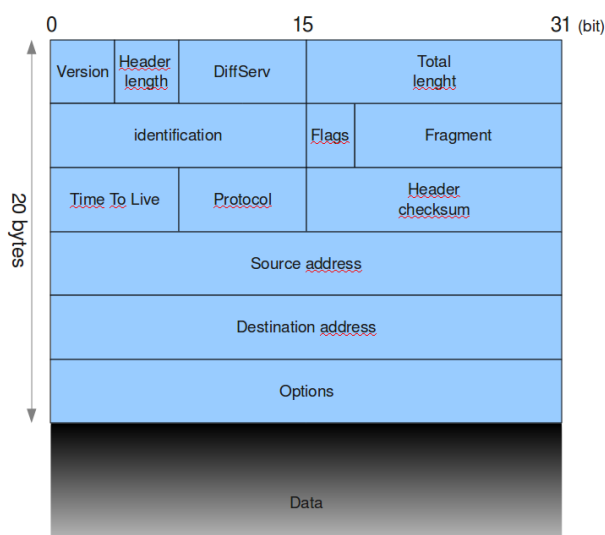 0 15 31 (bit)
Version
Header
length
DiffServ
Total
lenght
identification
Flags
Fragment
Time To Live
Protocol
Header
checksum
Source address
Destination address
Options
20 bytes
Data